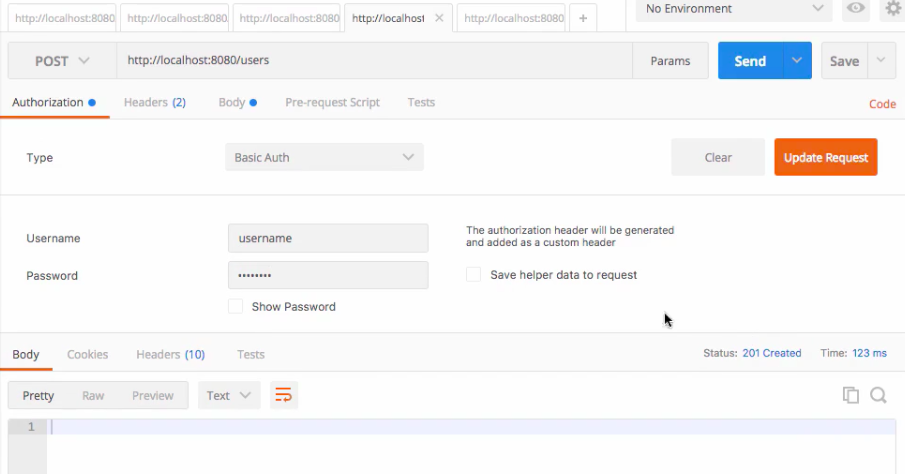 http://localhost:8080/ http://localhost:8080/ http://localhost:8080 http://localhost × http://localhost:8080 + No Environment
POST http://localhost:8080/users Params Send Save
Authorization Headers (2) Body Pre-request Script Tests Code
Type Basic Auth Clear Update Request
Username username The authorization header will be generated
and added as a custom header
Password •••••••• Save helper data to request
Show Password
Body Cookies Headers (10) Tests Status: 201 Created Time: 123 ms
Pretty Raw Preview Text
1